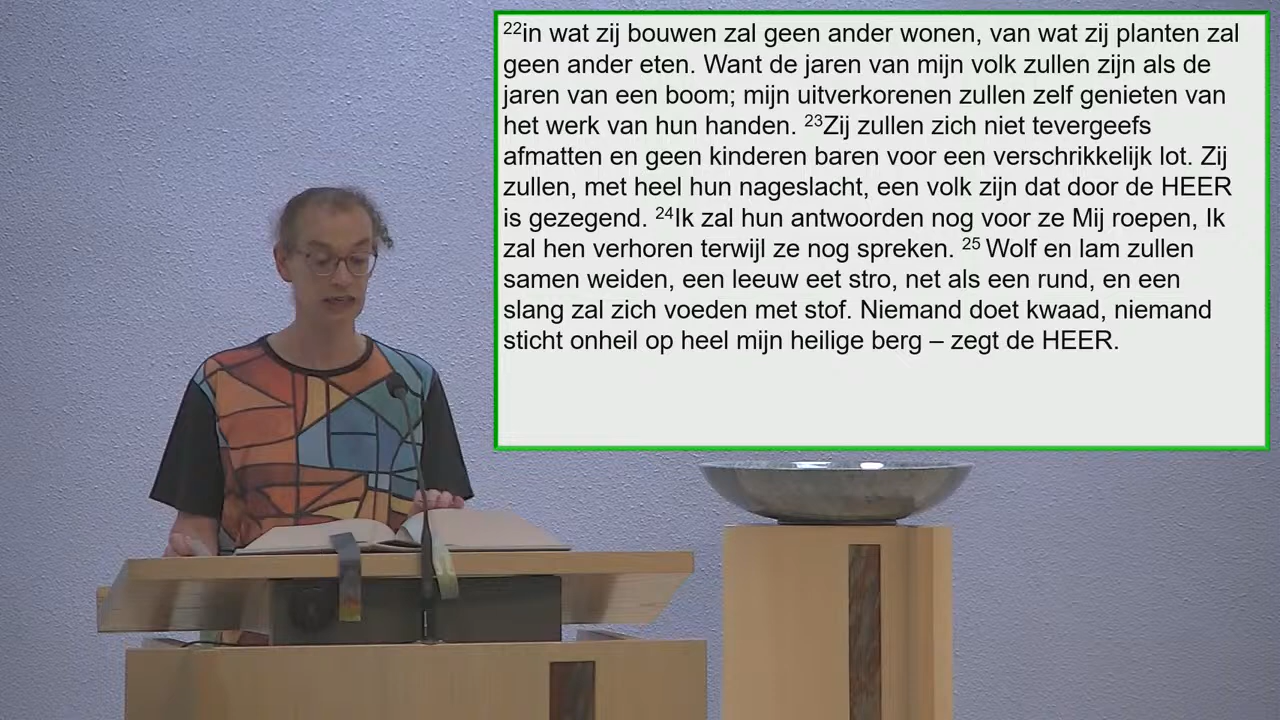 ²²in wat zij bouwen zal geen ander wonen, van wat zij planten zal
geen ander eten. Want de jaren van mijn volk zullen zijn als de
jaren van een boom; mijn uitverkorenen zullen zelf genieten van
het werk van hun handen. ²³Zij zullen zich niet tevergeefs
afmatten en geen kinderen baren voor een verschrikkelijk lot. Zij
zullen, met heel hun nageslacht, een volk zijn dat door de HEER
is gezegend. ²⁴Ik zal hun antwoorden nog voor ze Mij roepen, Ik
zal hen verhoren terwijl ze nog spreken. ²⁵ Wolf en lam zullen
samen weiden, een leeuw eet stro, net als een rund, en een
slang zal zich voeden met stof. Niemand doet kwaad, niemand
sticht onheil op heel mijn heilige berg – zegt de HEER.